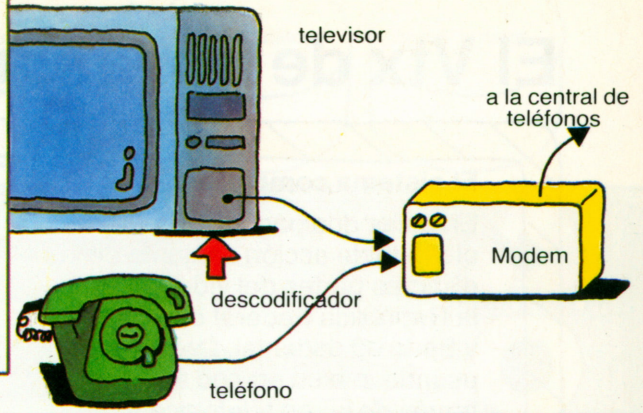 televisor
a la central de
teléfonos
Modem
descodificador
teléfono